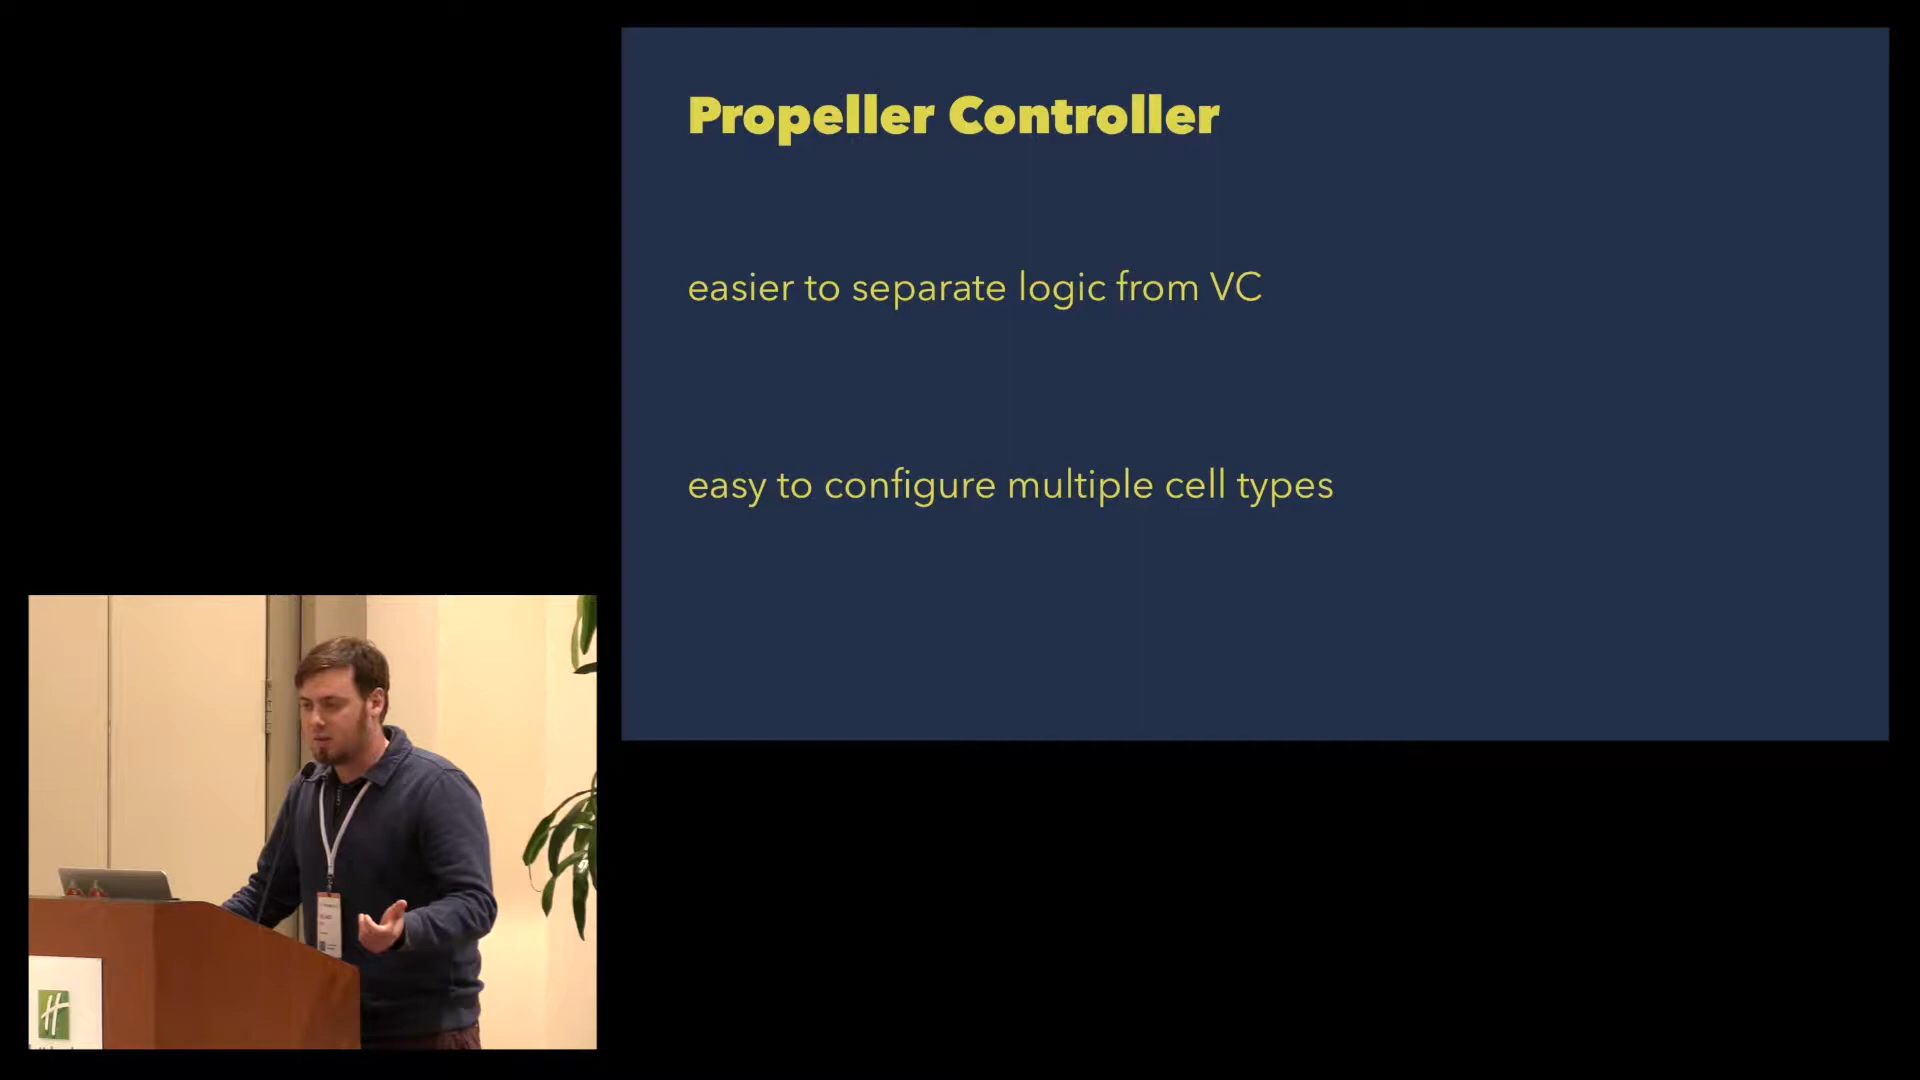 Propeller Controller
easier to separate logic from VC
easy to configure multiple cell types